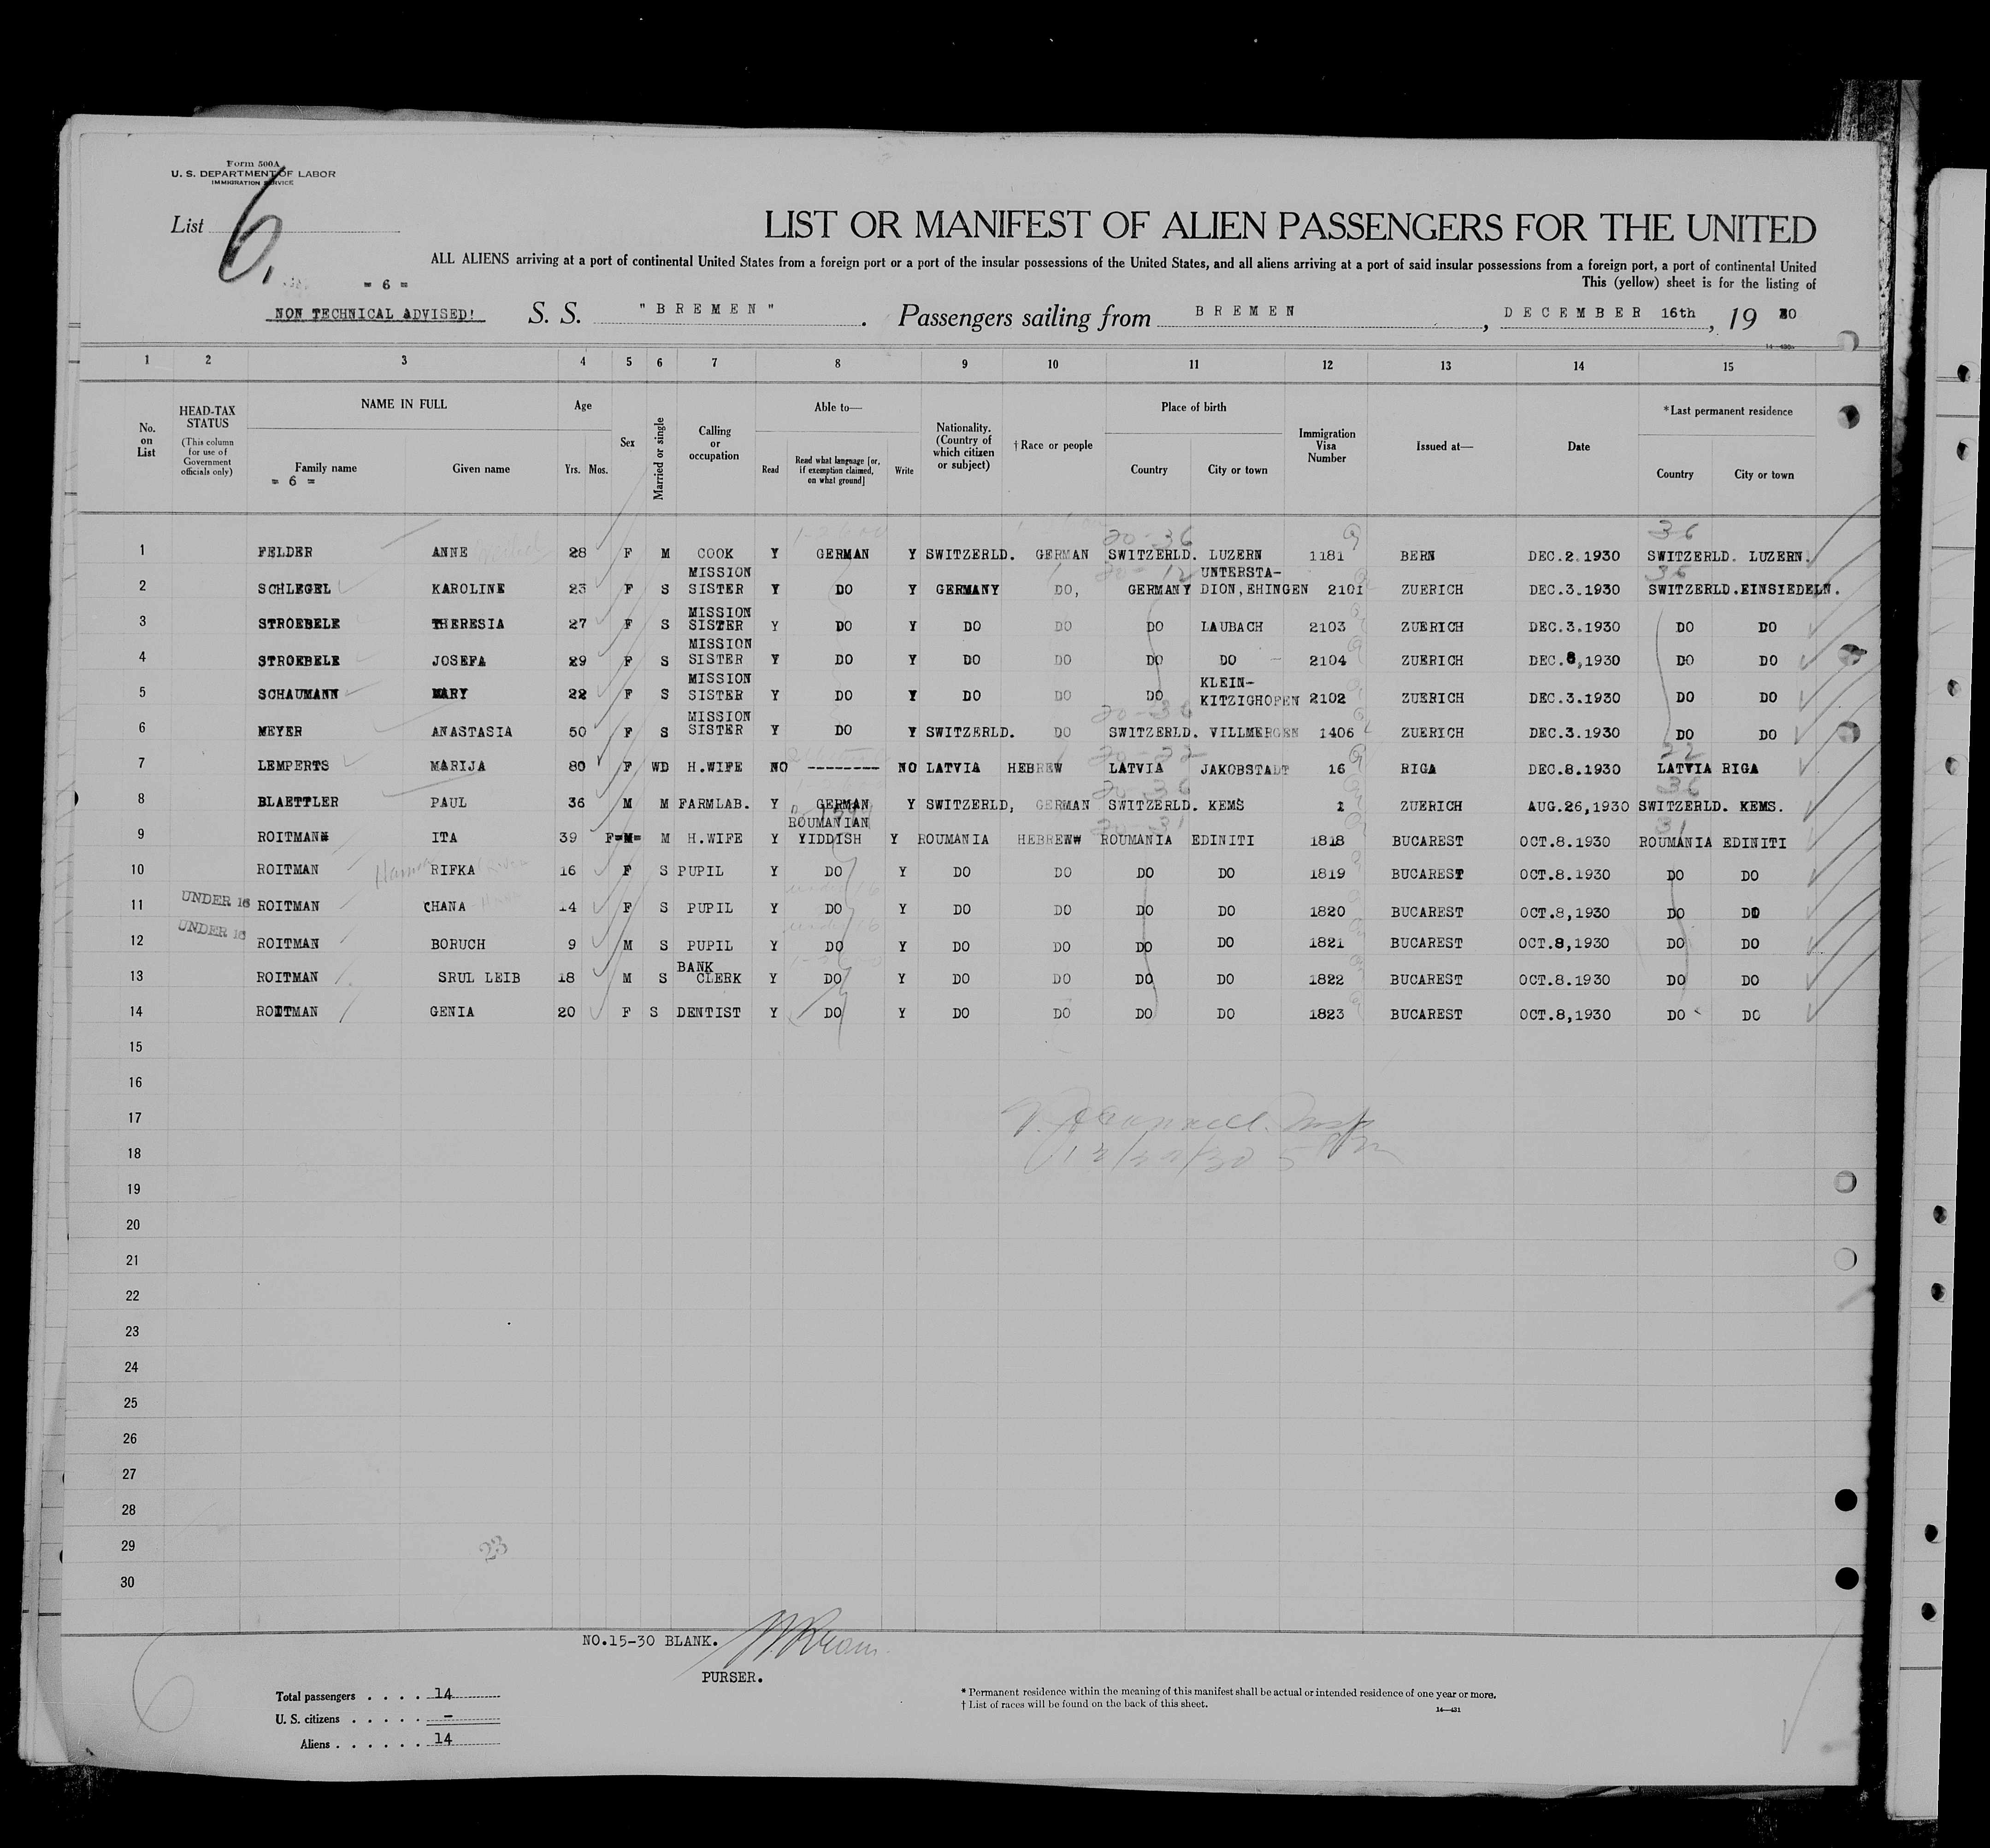 Form 500A
U. S. DEPARTMENT OF LABOR
IMMIGRATION SERVICE
List 6.
LIST OR MANIFEST OF ALIEN PASSENGERS FOR THE UNITED
ALL ALIENS arriving at a port of continental United States from a foreign port or a port of the insular possessions of the United States, and all aliens arriving at a port of said insular possessions from a foreign port, a port of continental United
= 6 =
This (yellow) sheet is for the listing of
NON TECHNICAL ADVISED! S. S. "BREMEN". Passengers sailing from BREMEN, DECEMBER 16th, 19 30
14-430
1 2 3 4 5 6 7 8 9 10 11 12 13 14 15
No. on List
HEAD-TAX STATUS (This column for use of Government officials only)
NAME IN FULL
Family name
= 6 =
Given name
Age
Yrs. Mos.
Sex
Married or single
Calling or occupation
Able to—
Read
Read what language [or, if exemption claimed, on what ground]
Write
Nationality. (Country of which citizen or subject)
† Race or people
Place of birth
Country
City or town
Immigration Visa Number
Issued at—
Date
*Last permanent residence
Country
City or town
20-36 36
1 FELDER ANNE 28 F M COOK Y GERMAN Y SWITZERLD. GERMAN SWITZERLD. LUZERN 1181 BERN DEC.2.1930 SWITZERLD. LUZERN.
20-12 36
2 SCHLEGEL KAROLINE 23 F S MISSION SISTER Y DO Y GERMANY DO, GERMANY UNTERSTA-DION, EHINGEN 2101 ZUERICH DEC.3.1930 SWITZERLD.EINSIEDELN.
3 STROEBELE THERESIA 27 F S MISSION SISTER Y DO Y DO DO DO LAUBACH 2103 ZUERICH DEC.3.1930 DO DO
4 STROEBELE JOSEFA 29 F S MISSION SISTER Y DO Y DO DO DO DO 2104 ZUERICH DEC.8,1930 DO DO
5 SCHAUMANN MARY 22 F S MISSION SISTER Y DO Y DO DO DO KLEIN-KITZIGHOFEN 2102 ZUERICH DEC.3.1930 DO DO
20-36
6 MEYER ANASTASIA 50 F S MISSION SISTER Y DO Y SWITZERLD. DO SWITZERLD. VILLMERGEN 1406 ZUERICH DEC.3.1930 DO DO
20-22 22
7 LEMPERTS MARIJA 80 F WD H.WIFE NO -------- NO LATVIA HEBREW LATVIA JAKOBSTADT 16 RIGA DEC.8.1930 LATVIA RIGA
20-36 36
8 BLAETTLER PAUL 36 M M FARMLAB. Y GERMAN Y SWITZERLD, GERMAN SWITZERLD. KEMS 1 ZUERICH AUG.26,1930 SWITZERLD. KEMS.
20-31 31
9 ROITMAN ITA 39 F=M= M H.WIFE Y ROUMANIAN YIDDISH Y ROUMANIA HEBREW ROUMANIA EDINITI 1818 BUCAREST OCT.8.1930 ROUMANIA EDINITI
10 ROITMAN RIFKA 16 F S PUPIL Y DO Y DO DO DO DO 1819 BUCAREST OCT.8.1930 DO DO
UNDER 16
11 ROITMAN CHANA 14 F S PUPIL Y DO Y DO DO DO DO 1820 BUCAREST OCT.8,1930 DO DO
UNDER 16
12 ROITMAN BORUCH 9 M S PUPIL Y DO Y DO DO DO DO 1821 BUCAREST OCT.8,1930 DO DO
13 ROITMAN SRUL LEIB 18 M S BANK CLERK Y DO Y DO DO DO DO 1822 BUCAREST OCT.8.1930 DO DO
14 ROITMAN GENIA 20 F S DENTIST Y DO Y DO DO DO DO 1823 BUCAREST OCT.8,1930 DO DO
15
16
17
18
19
20
21
22
23
24
25
26
27
28
29
23
30
NO.15-30 BLANK.
PURSER.
6
Total passengers . . . . 14
U. S. citizens . . . . . -
Aliens . . . . . . 14
* Permanent residence within the meaning of this manifest shall be actual or intended residence of one year or more.
† List of races will be found on the back of this sheet.
14-431